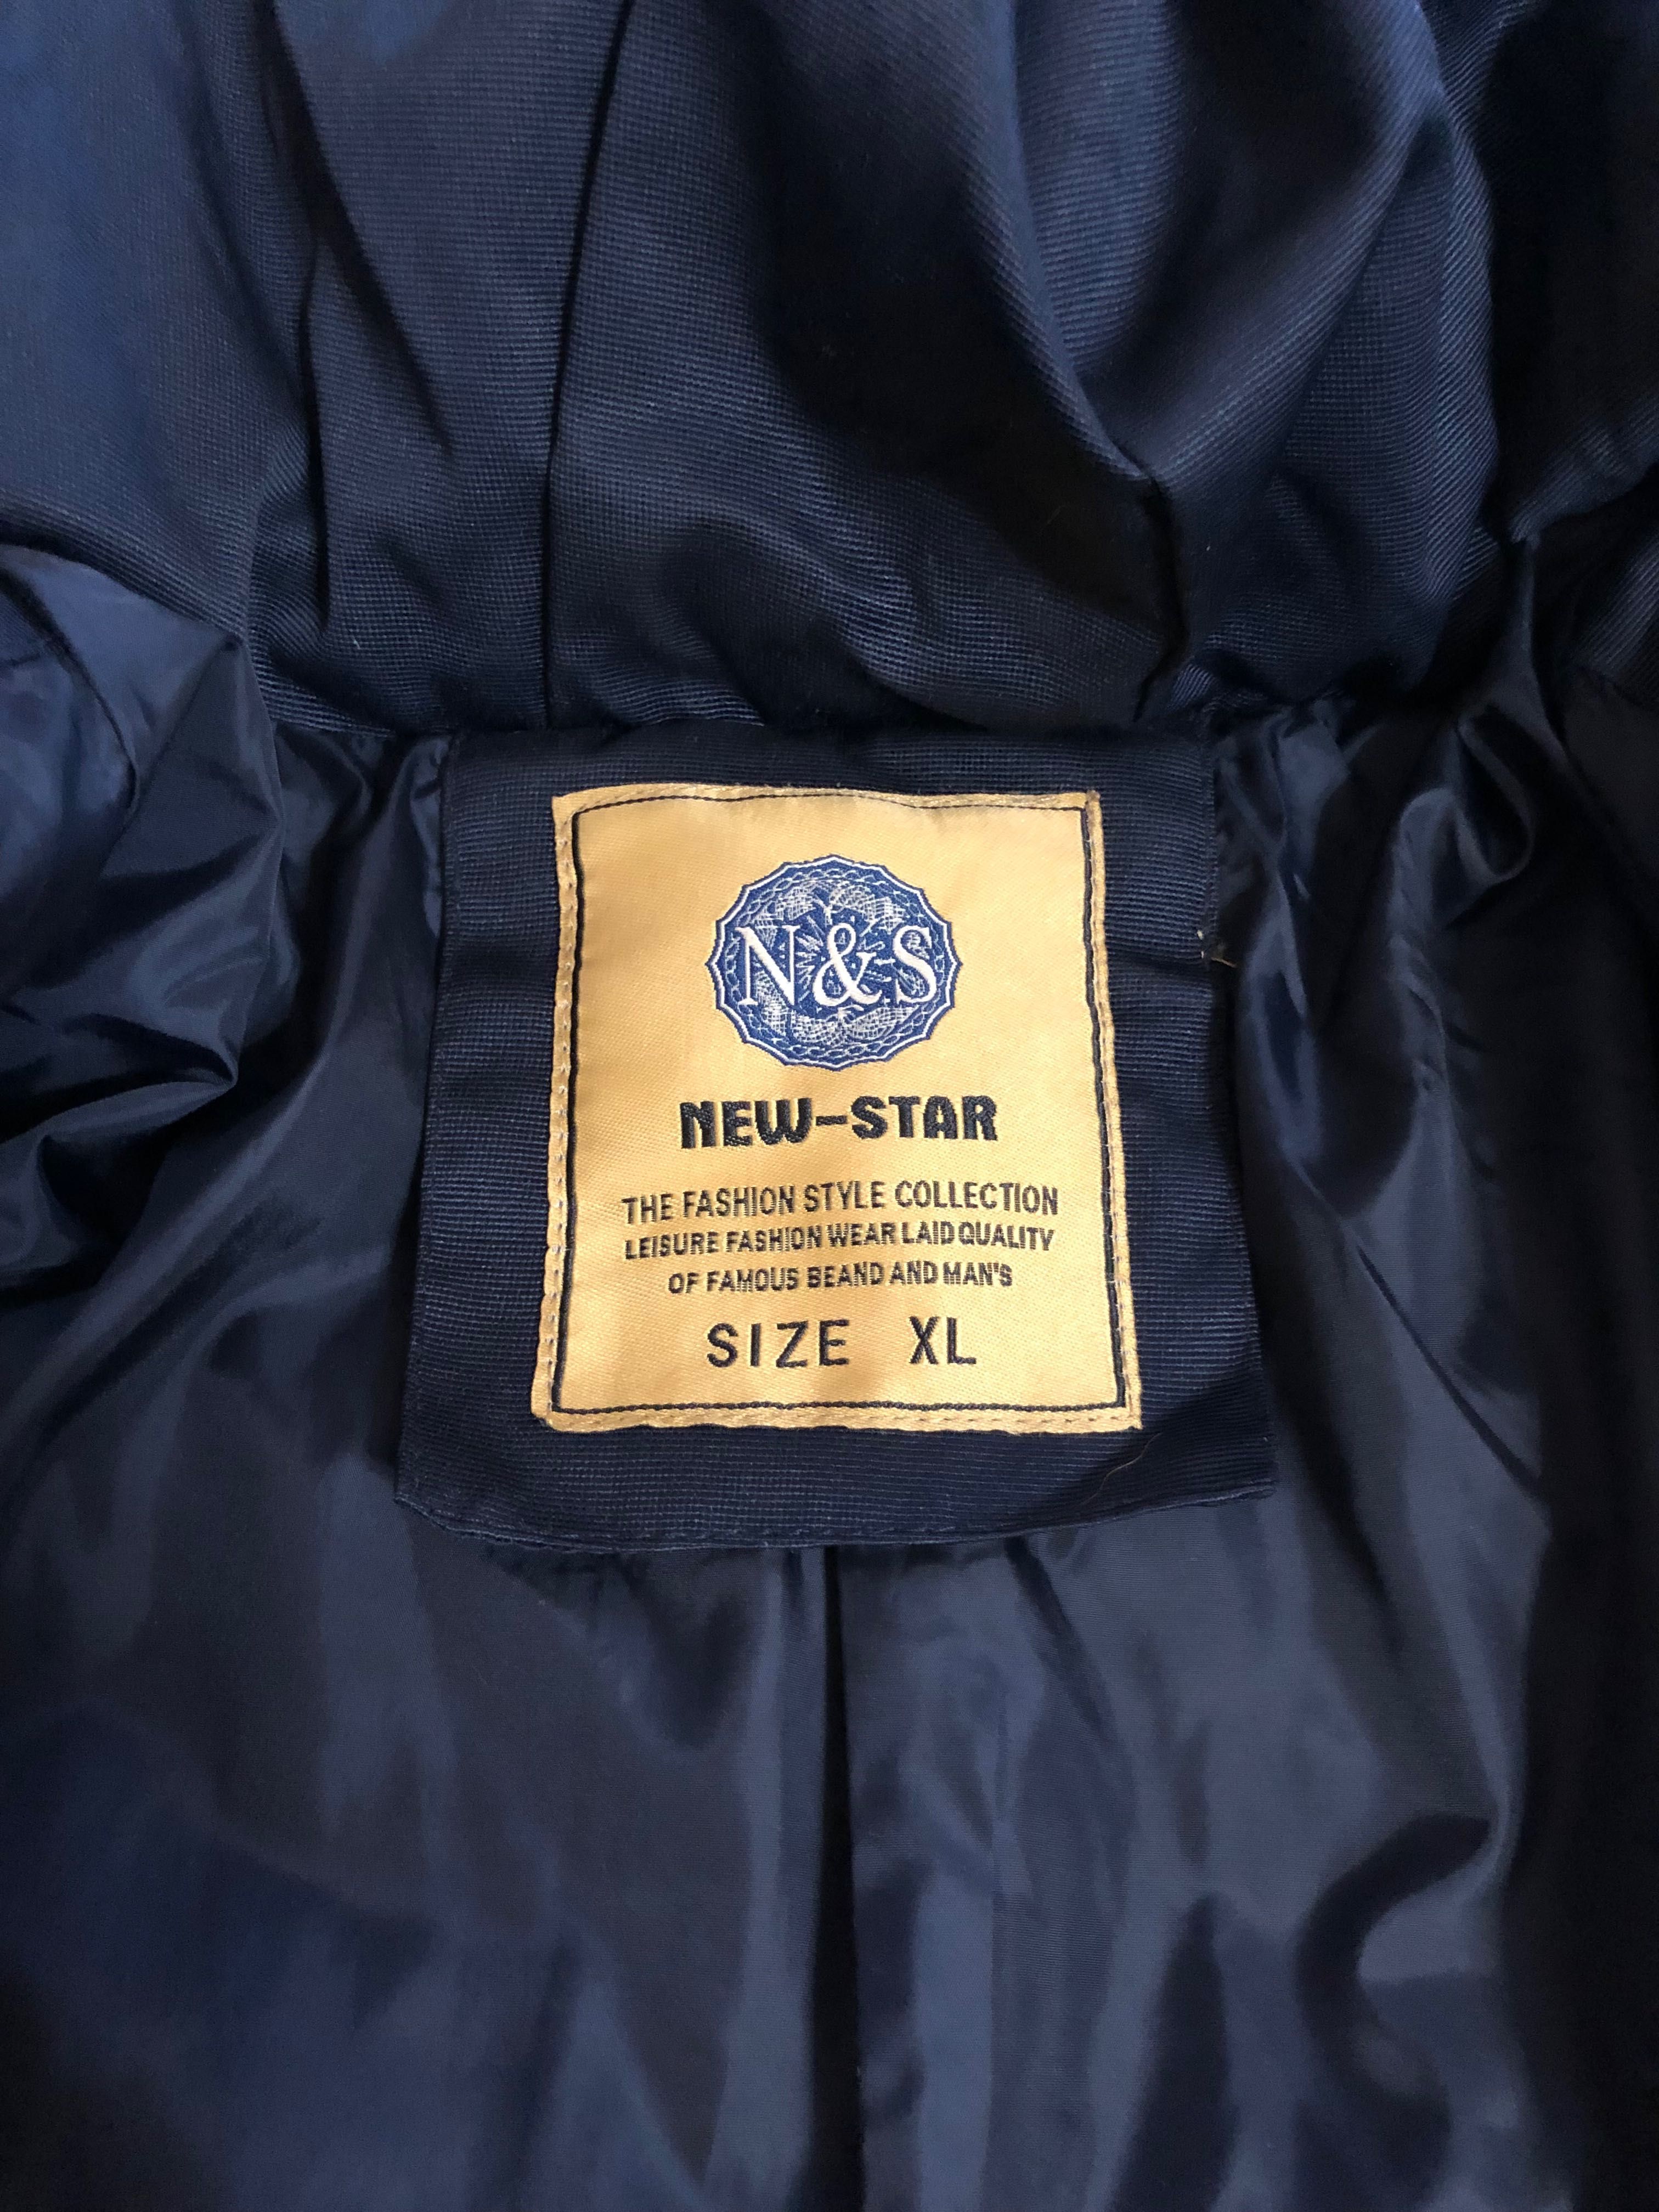 N&S
NEW-STAR
THE FASHION STYLE COLLECTION
LEISURE FASHION WEAR LAID QUALITY
OF FAMOUS BEAND AND MAN'S
SIZE XL